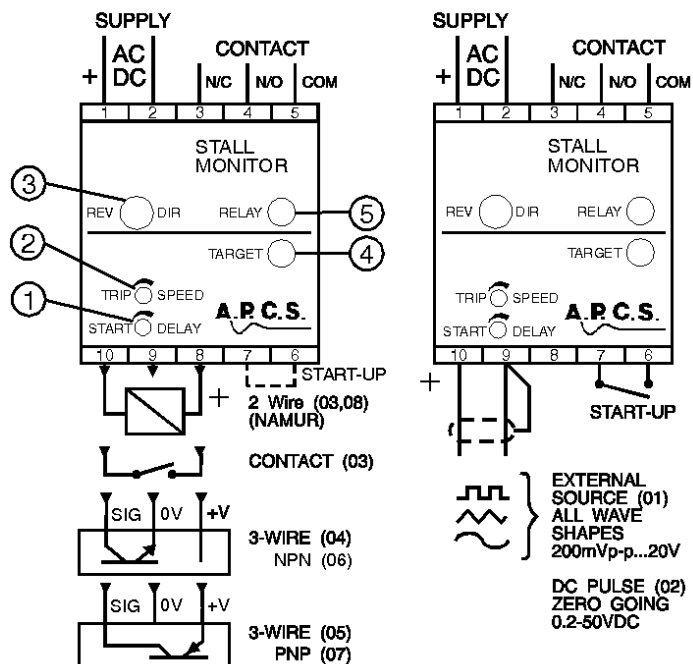 SUPPLY
AC
DC
+
CONTACT
N/C
N/O
COM
1 2 3 4 5
STALL
MONITOR
3
REV
DIR
RELAY
5
2
TARGET
4
TRIP
SPEED
1
START
DELAY
A.P.C.S.
10 9 8 7 6
START-UP
+
2 Wire (03,08)
(NAMUR)
CONTACT (03)
SIG
0V
+V
3-WIRE (04)
NPN (06)
SIG
0V
+V
3-WIRE (05)
PNP (07)
SUPPLY
AC
DC
+
CONTACT
N/C
N/O
COM
1 2 3 4 5
STALL
MONITOR
REV
DIR
RELAY
TARGET
TRIP
SPEED
START
DELAY
A.P.C.S.
10 9 8 7 6
+
START-UP
EXTERNAL
SOURCE (01)
ALL WAVE
SHAPES
200mVp-p...20V
DC PULSE (02)
ZERO GOING
0.2-50VDC